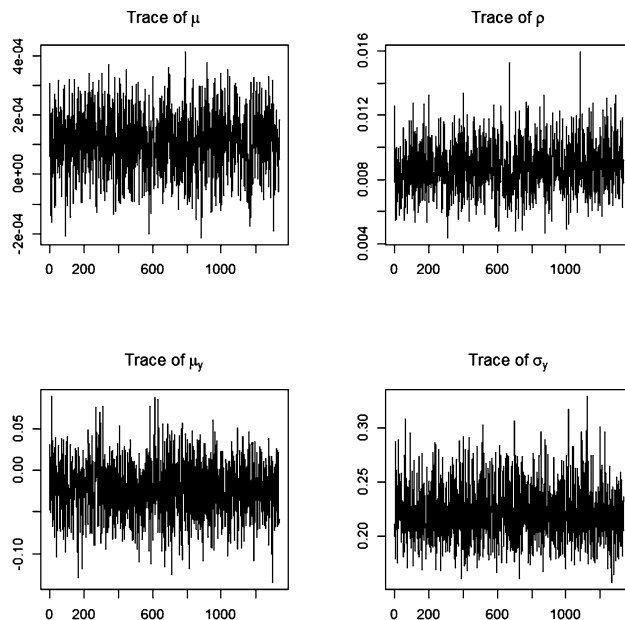 Trace of μ
4e-04
2e-04
0e+00
-2e-04
0 200 600 1000
Trace of ρ
0.016
0.012
0.008
0.004
0 200 600 1000
Trace of μy
0.05
0.00
-0.10
0 200 600 1000
Trace of σy
0.30
0.25
0.20
0 200 600 1000